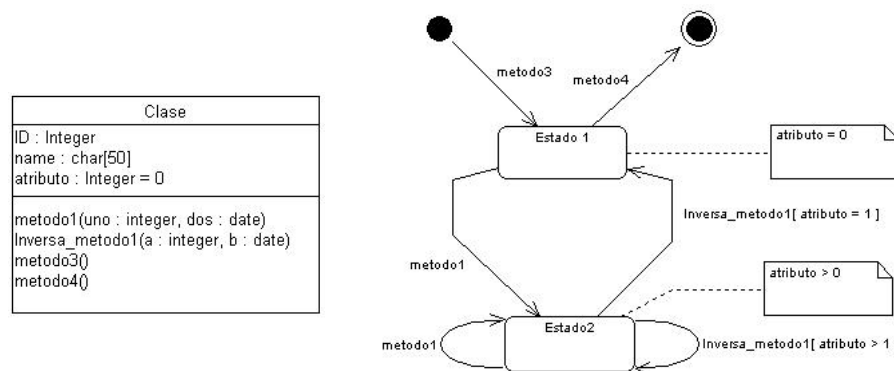 Clase
ID : Integer
name : char[50]
atributo : Integer = 0
metodo1(uno : integer, dos : date)
Inversa_metodo1(a : integer, b : date)
metodo3()
metodo4()
metodo3
metodo4
Estado 1
atributo = 0
Inversa_metodo1[ atributo = 1 ]
metodo1
atributo > 0
Estado2
metodo1
Inversa_metodo1[ atributo > 1